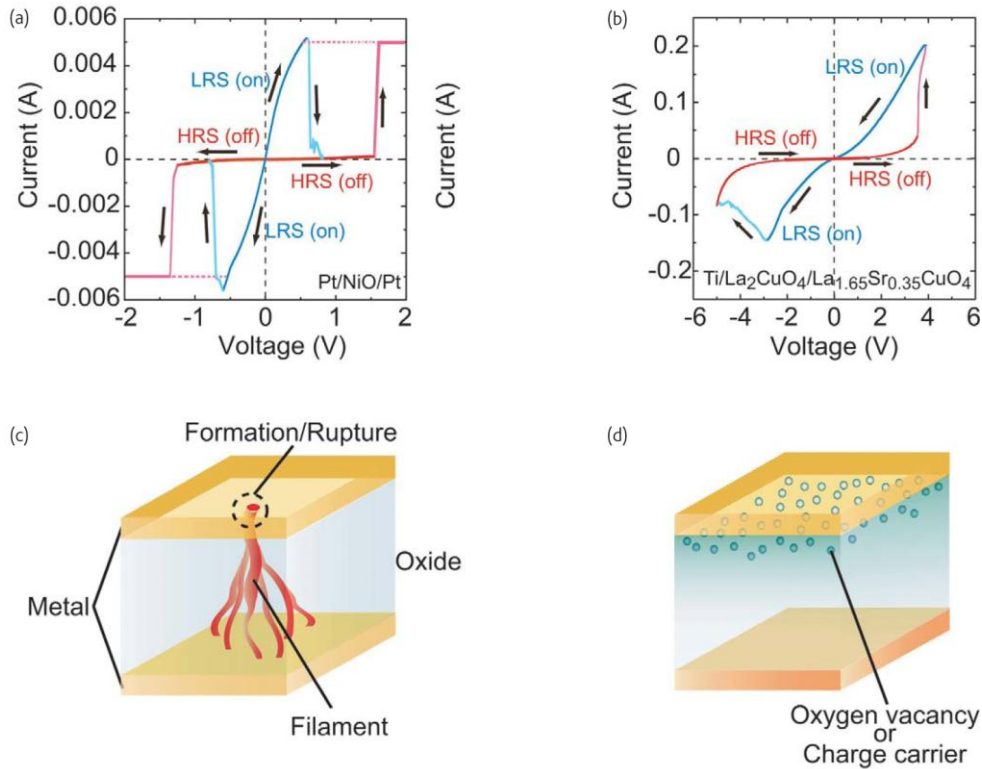 (a)
0.006
0.004
0.002
0
-0.002
-0.004
-0.006
Current (A)
LRS (on)
HRS (off)
HRS (off)
LRS (on)
Pt/NiO/Pt
-2 -1 0 1 2
Voltage (V)
(b)
0.2
0.1
0
-0.1
-0.2
Current (A)
Current (A)
LRS (on)
HRS (off)
HRS (off)
LRS (on)
Ti/La2CuO4/La1.65Sr0.35CuO4
-6 -4 -2 0 2 4 6
Voltage (V)
(c)
Formation/Rupture
Oxide
Metal
Filament
(d)
Oxygen vacancy
or
Charge carrier